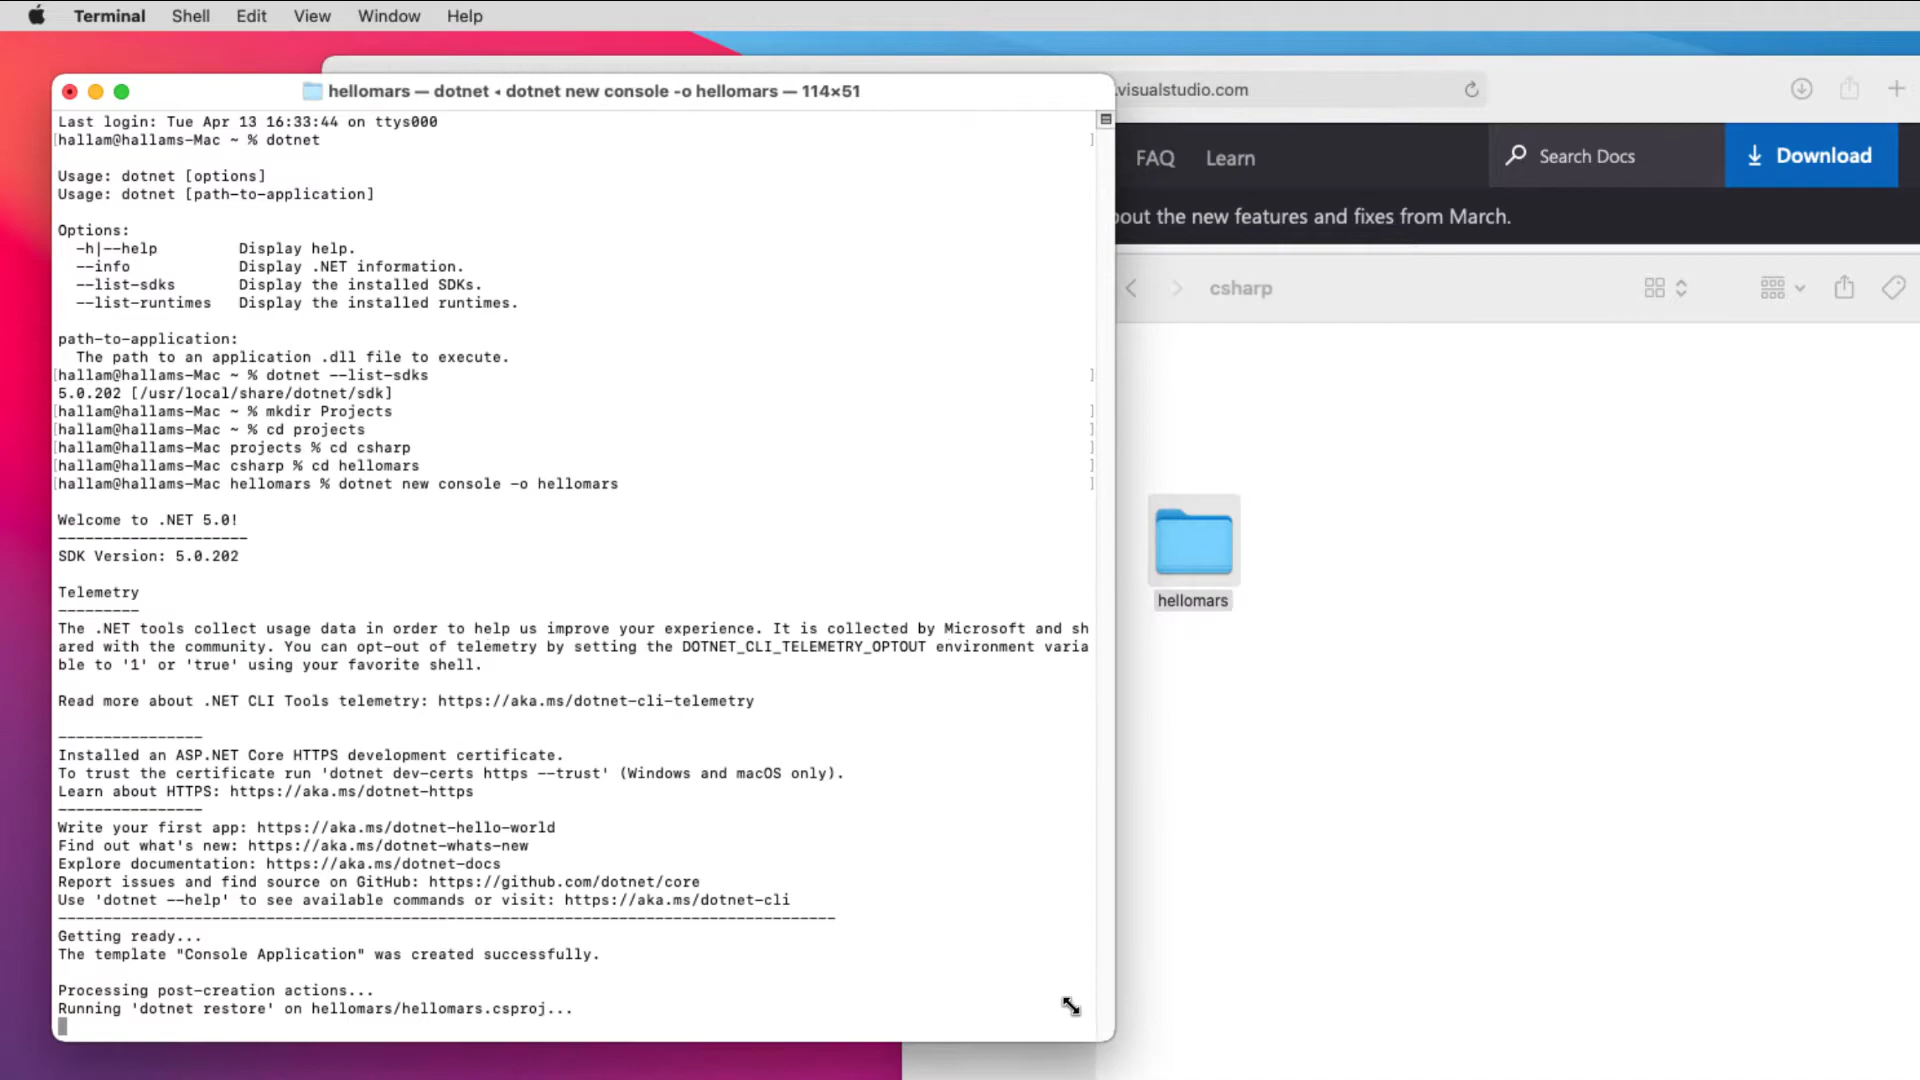 Terminal Shell Edit View Window Help
hellomars — dotnet ◂ dotnet new console -o hellomars — 114×51
Last login: Tue Apr 13 16:33:44 on ttys000
[hallam@hallams-Mac ~ % dotnet ]
Usage: dotnet [options]
Usage: dotnet [path-to-application]
Options:
-h|--help Display help.
--info Display .NET information.
--list-sdks Display the installed SDKs.
--list-runtimes Display the installed runtimes.
path-to-application:
The path to an application .dll file to execute.
[hallam@hallams-Mac ~ % dotnet --list-sdks ]
5.0.202 [/usr/local/share/dotnet/sdk]
[hallam@hallams-Mac ~ % mkdir Projects ]
[hallam@hallams-Mac ~ % cd projects ]
[hallam@hallams-Mac projects % cd csharp ]
[hallam@hallams-Mac csharp % cd hellomars ]
[hallam@hallams-Mac hellomars % dotnet new console -o hellomars ]
Welcome to .NET 5.0!
---------------------
SDK Version: 5.0.202
Telemetry
---------
The .NET tools collect usage data in order to help us improve your experience. It is collected by Microsoft and sh
ared with the community. You can opt-out of telemetry by setting the DOTNET_CLI_TELEMETRY_OPTOUT environment varia
ble to '1' or 'true' using your favorite shell.
Read more about .NET CLI Tools telemetry: https://aka.ms/dotnet-cli-telemetry
----------------
Installed an ASP.NET Core HTTPS development certificate.
To trust the certificate run 'dotnet dev-certs https --trust' (Windows and macOS only).
Learn about HTTPS: https://aka.ms/dotnet-https
----------------
Write your first app: https://aka.ms/dotnet-hello-world
Find out what's new: https://aka.ms/dotnet-whats-new
Explore documentation: https://aka.ms/dotnet-docs
Report issues and find source on GitHub: https://github.com/dotnet/core
Use 'dotnet --help' to see available commands or visit: https://aka.ms/dotnet-cli
--------------------------------------------------------------------------------------
Getting ready...
The template "Console Application" was created successfully.
Processing post-creation actions...
Running 'dotnet restore' on hellomars/hellomars.csproj...
.visualstudio.com
FAQ Learn Search Docs Download
out the new features and fixes from March.
csharp
hellomars